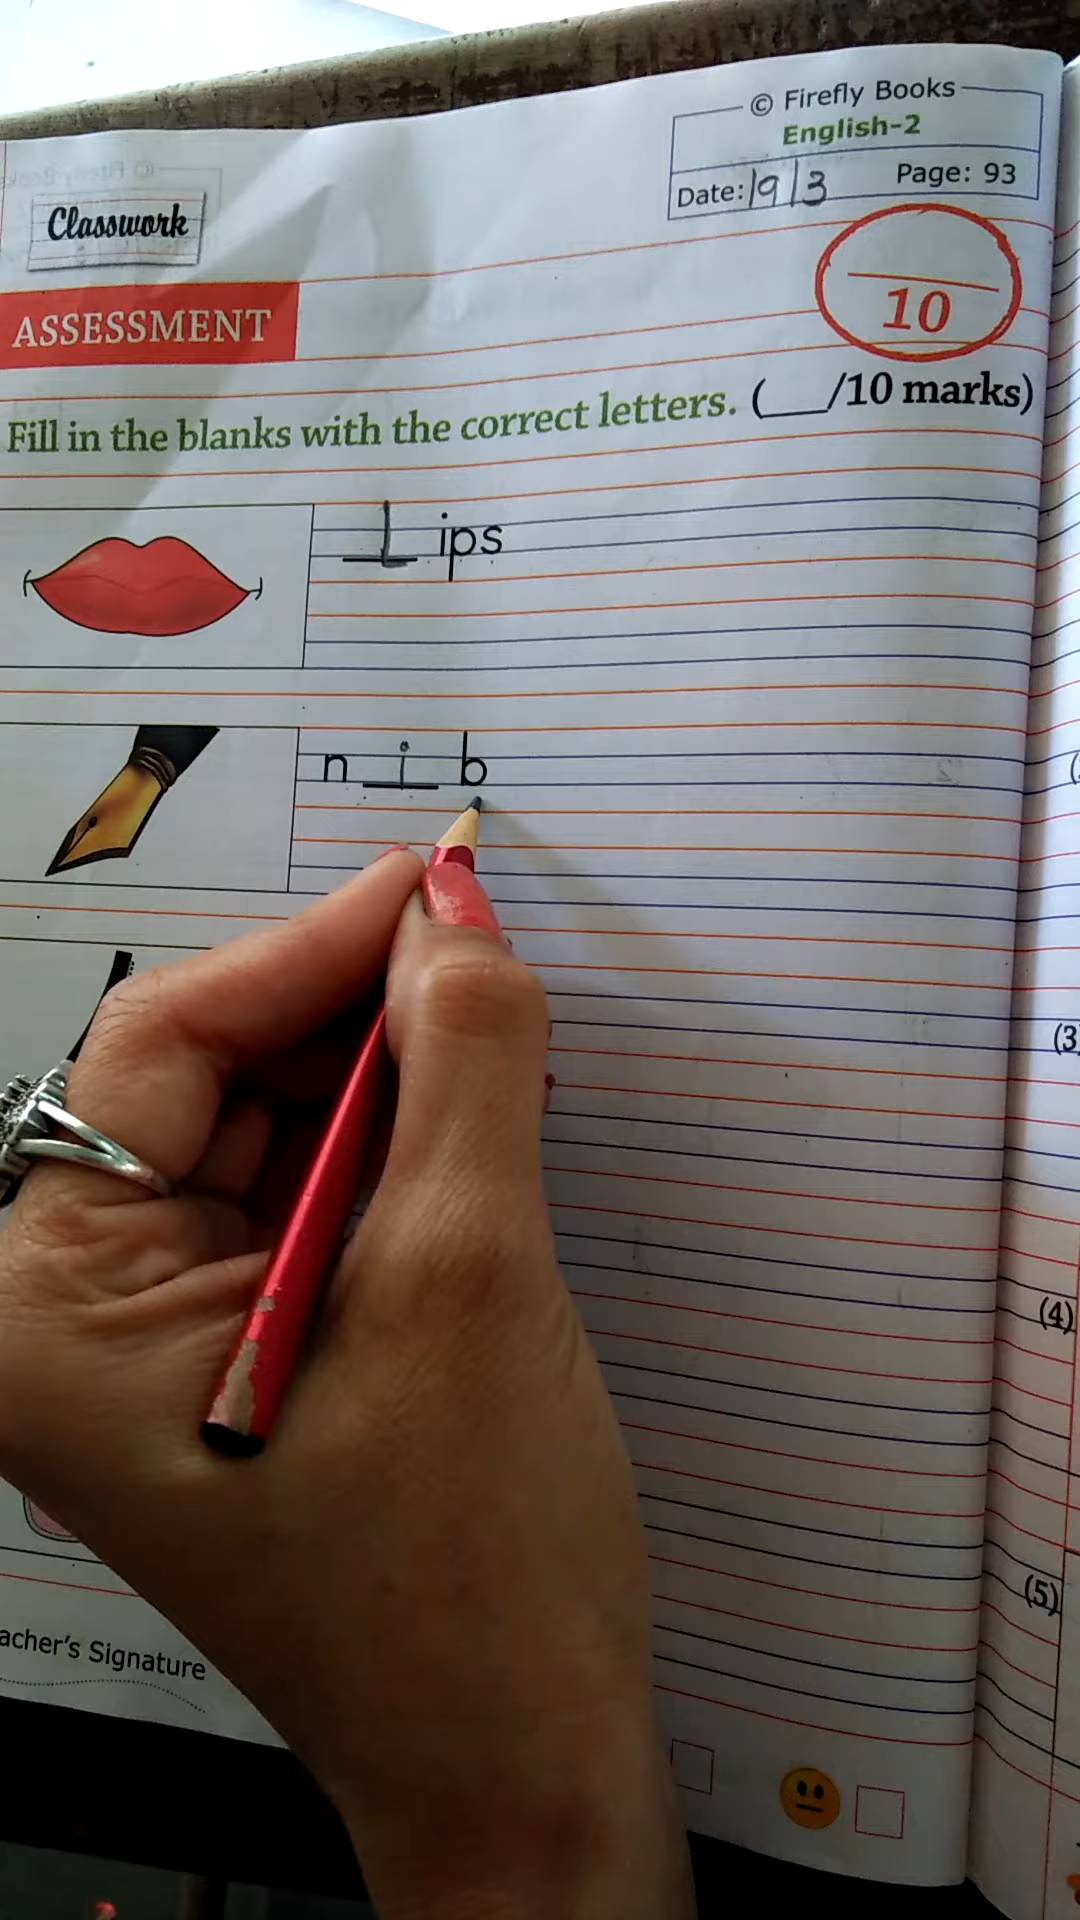 © Firefly Books
English-2
Date: 19/3 Page: 93
Classwork
10
ASSESSMENT
Fill in the blanks with the correct letters. (___/10 marks)
L ips
n i b
(3
(4)
(5)
acher's Signature